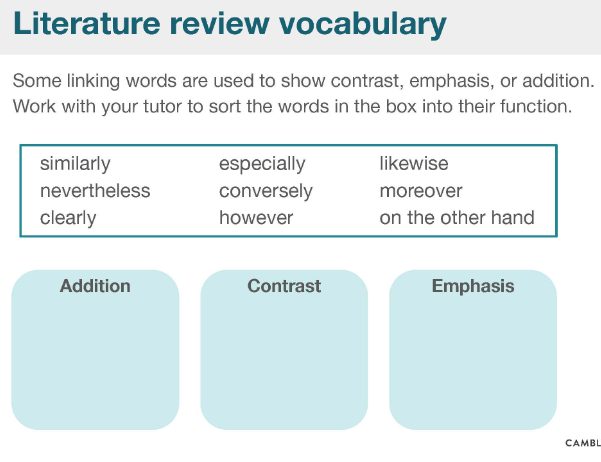 Literature review vocabulary
Some linking words are used to show contrast, emphasis, or addition.
Work with your tutor to sort the words in the box into their function.
similarly especially likewise
nevertheless conversely moreover
clearly however on the other hand
Addition Contrast Emphasis
CAMBL